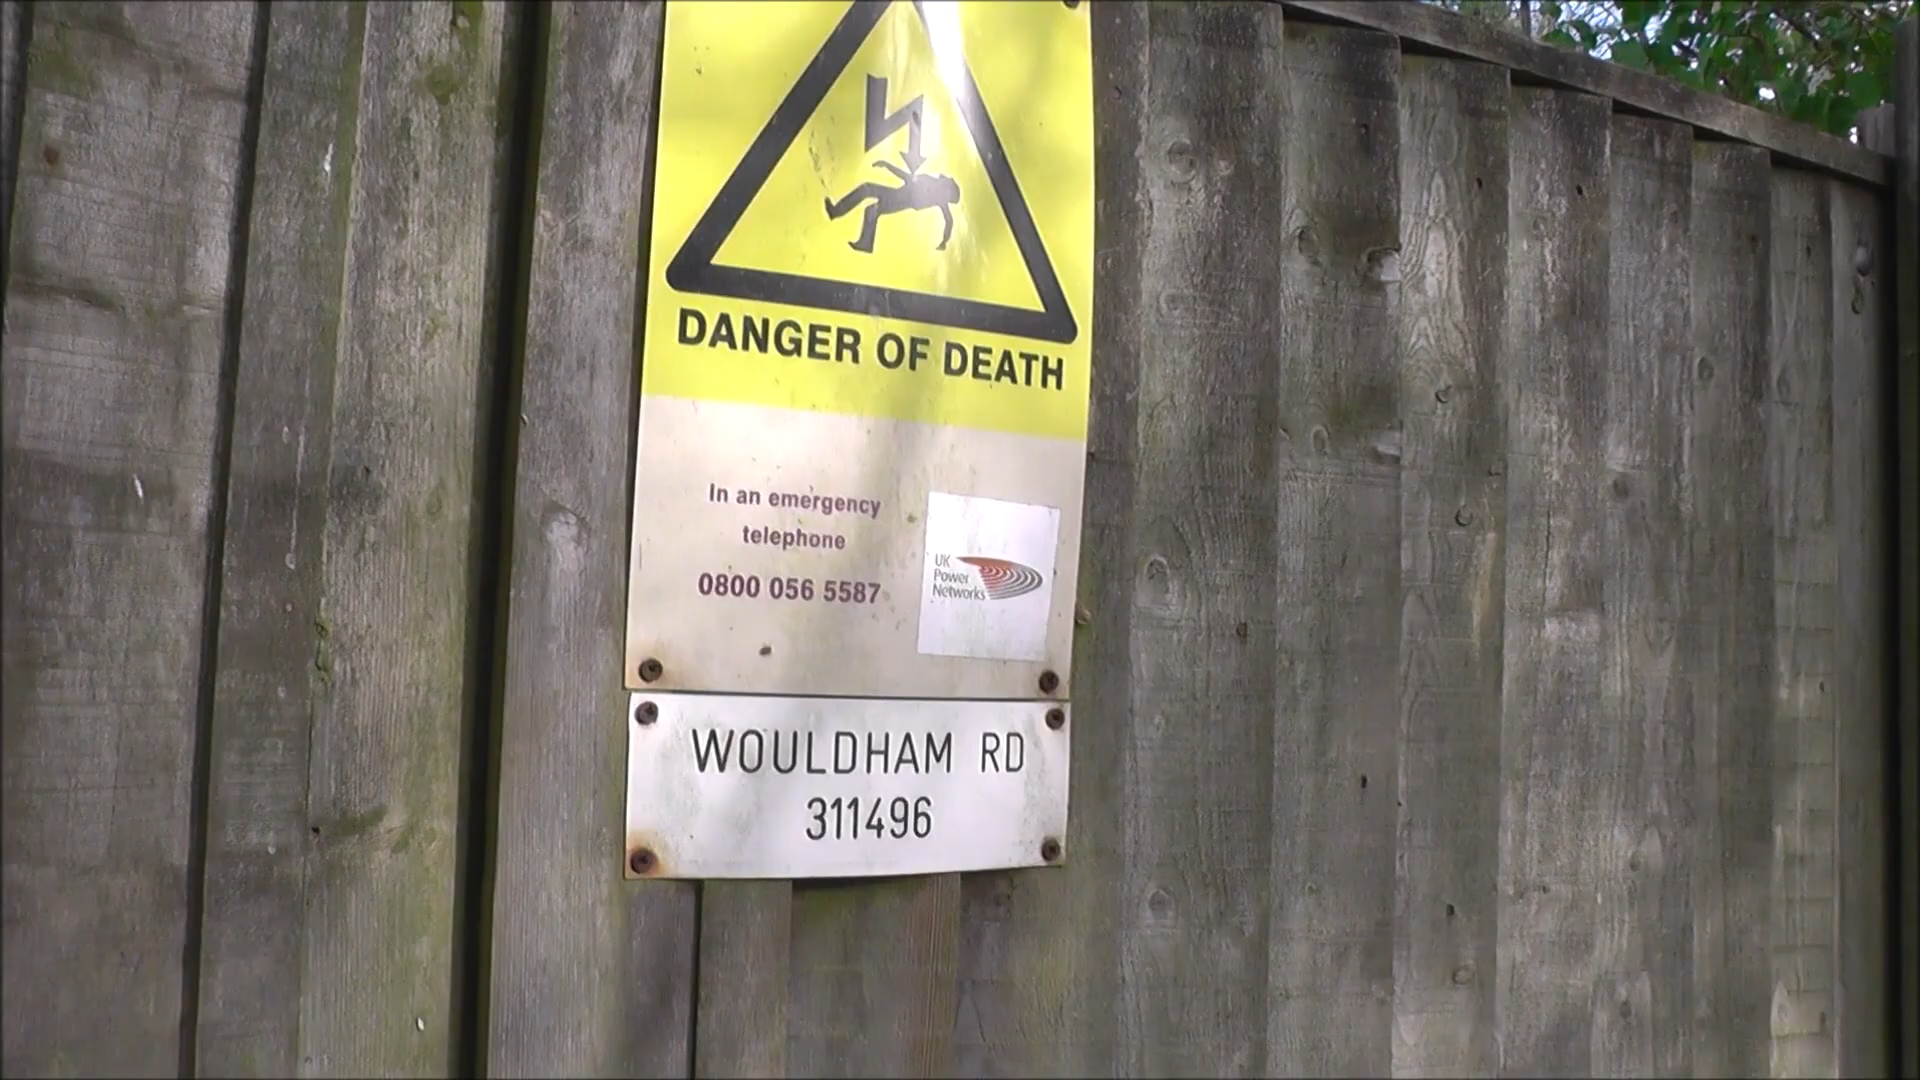 DANGER OF DEATH
In an emergency
telephone
0800 056 5587
UK
Power
Networks
WOULDHAM RD
311496